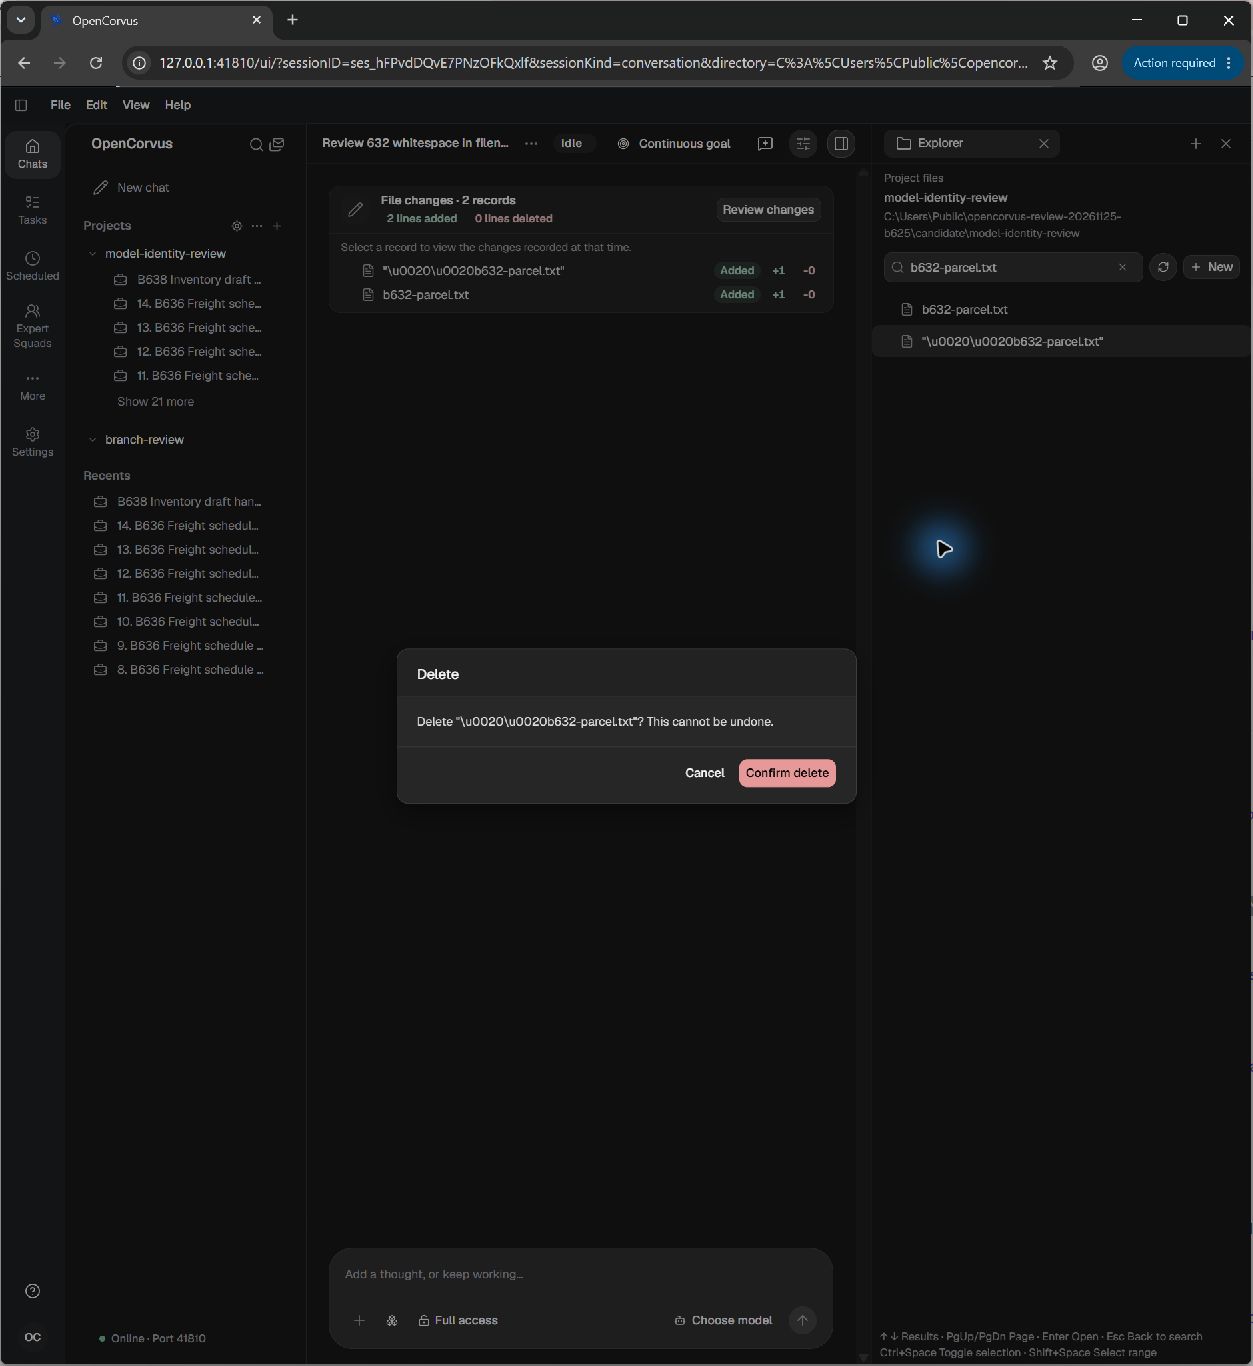 OpenCorvus
127.0.0.1:41810/ui/?sessionID=ses_hFPvdDQvE7PNzOFkQxlf&sessionKind=conversation&directory=C%3A%5CUsers%5CPublic%5Copencor...
Action required
File Edit View Help
Chats
Tasks
Scheduled
Expert
Squads
More
Settings
OC
OpenCorvus
New chat
Projects
model-identity-review
B638 Inventory draft ...
14. B636 Freight sche...
13. B636 Freight sche...
12. B636 Freight sche...
11. B636 Freight sche...
Show 21 more
branch-review
Recents
B638 Inventory draft han...
14. B636 Freight schedul...
13. B636 Freight schedul...
12. B636 Freight schedul...
11. B636 Freight schedule...
10. B636 Freight schedul...
9. B636 Freight schedule ...
8. B636 Freight schedule ...
Online · Port 41810
Review 632 whitespace in filen... ··· Idle Continuous goal
File changes · 2 records
2 lines added 0 lines deleted
Review changes
Select a record to view the changes recorded at that time.
"\u0020\u0020b632-parcel.txt" Added +1 -0
b632-parcel.txt Added +1 -0
Delete
Delete "\u0020\u0020b632-parcel.txt"? This cannot be undone.
Cancel Confirm delete
Add a thought, or keep working...
Full access Choose model
Explorer
Project files
model-identity-review
C:\Users\Public\opencorvus-review-20261125-
b625\candidate\model-identity-review
b632-parcel.txt
New
b632-parcel.txt
"\u0020\u0020b632-parcel.txt"
↑ ↓ Results · PgUp/PgDn Page · Enter Open · Esc Back to search
Ctrl+Space Toggle selection · Shift+Space Select range